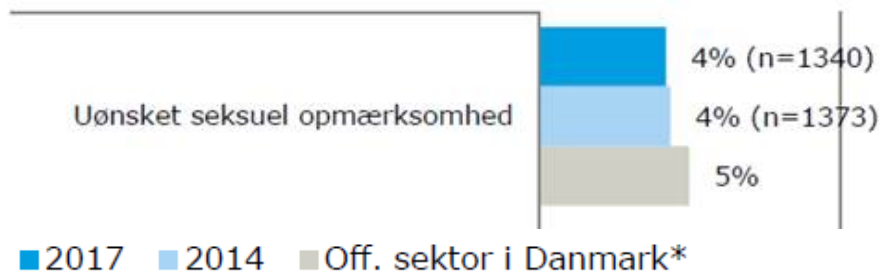 4% (n=1340)
Uønsket seksuel opmærksomhed
4% (n=1373)
5%
2017 2014 Off. sektor i Danmark*